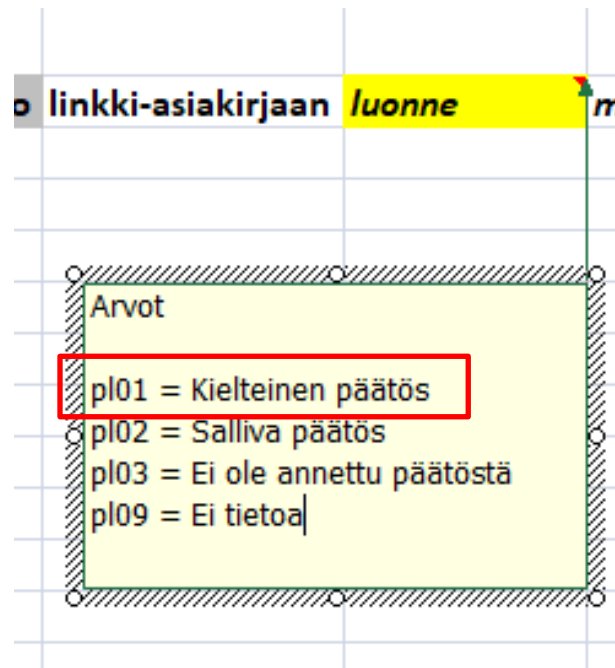 o linkki-asiakirjaan luonne m
Arvot
pl01 = Kielteinen päätös
pl02 = Salliva päätös
pl03 = Ei ole annettu päätöstä
pl09 = Ei tietoa